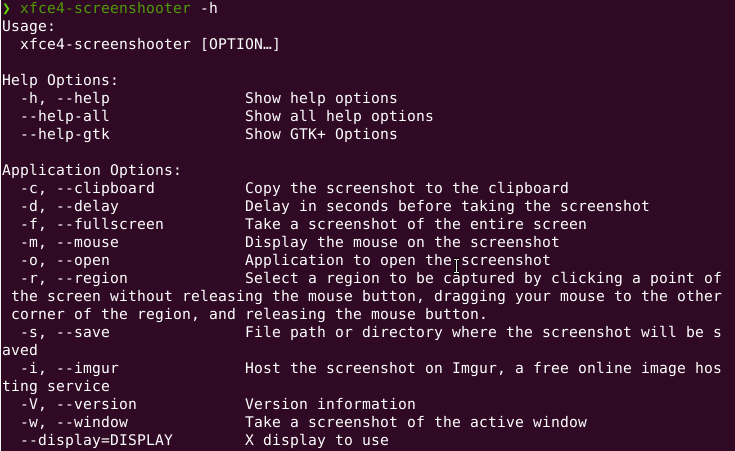 ❯ xfce4-screenshooter -h
Usage:
  xfce4-screenshooter [OPTION…]

Help Options:
  -h, --help               Show help options
  --help-all               Show all help options
  --help-gtk               Show GTK+ Options

Application Options:
  -c, --clipboard          Copy the screenshot to the clipboard
  -d, --delay              Delay in seconds before taking the screenshot
  -f, --fullscreen         Take a screenshot of the entire screen
  -m, --mouse              Display the mouse on the screenshot
  -o, --open               Application to open the screenshot
  -r, --region             Select a region to be captured by clicking a point of
 the screen without releasing the mouse button, dragging your mouse to the other
 corner of the region, and releasing the mouse button.
  -s, --save               File path or directory where the screenshot will be s
aved
  -i, --imgur              Host the screenshot on Imgur, a free online image hos
ting service
  -V, --version            Version information
  -w, --window             Take a screenshot of the active window
  --display=DISPLAY        X display to use